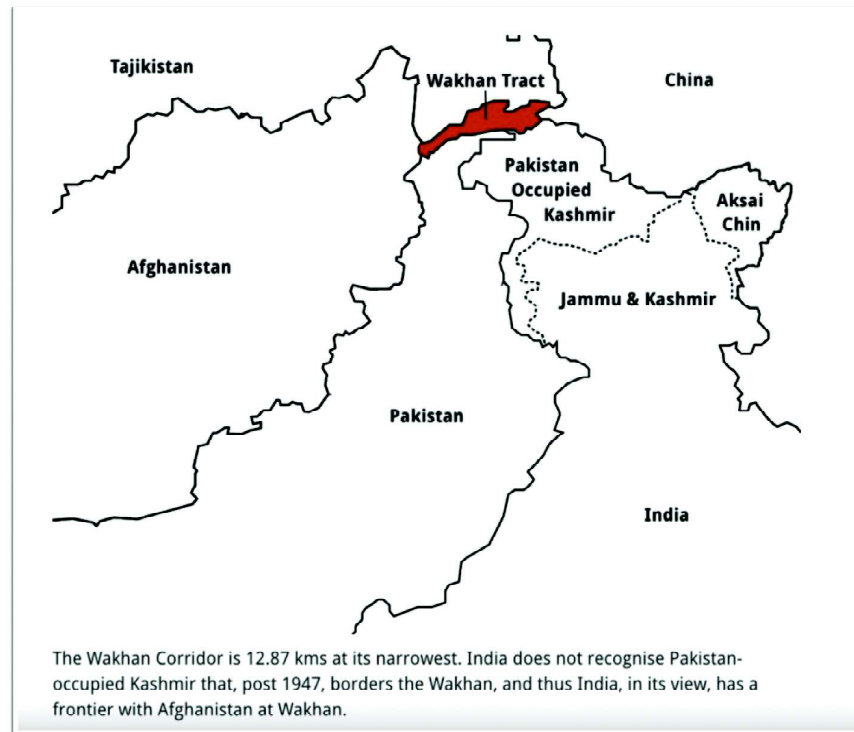 Tajikistan
Wakhan Tract
China
Pakistan
Occupied
Kashmir
Aksai
Chin
Afghanistan
Jammu & Kashmir
Pakistan
India
The Wakhan Corridor is 12.87 kms at its narrowest. India does not recognise Pakistan-
occupied Kashmir that, post 1947, borders the Wakhan, and thus India, in its view, has a
frontier with Afghanistan at Wakhan.